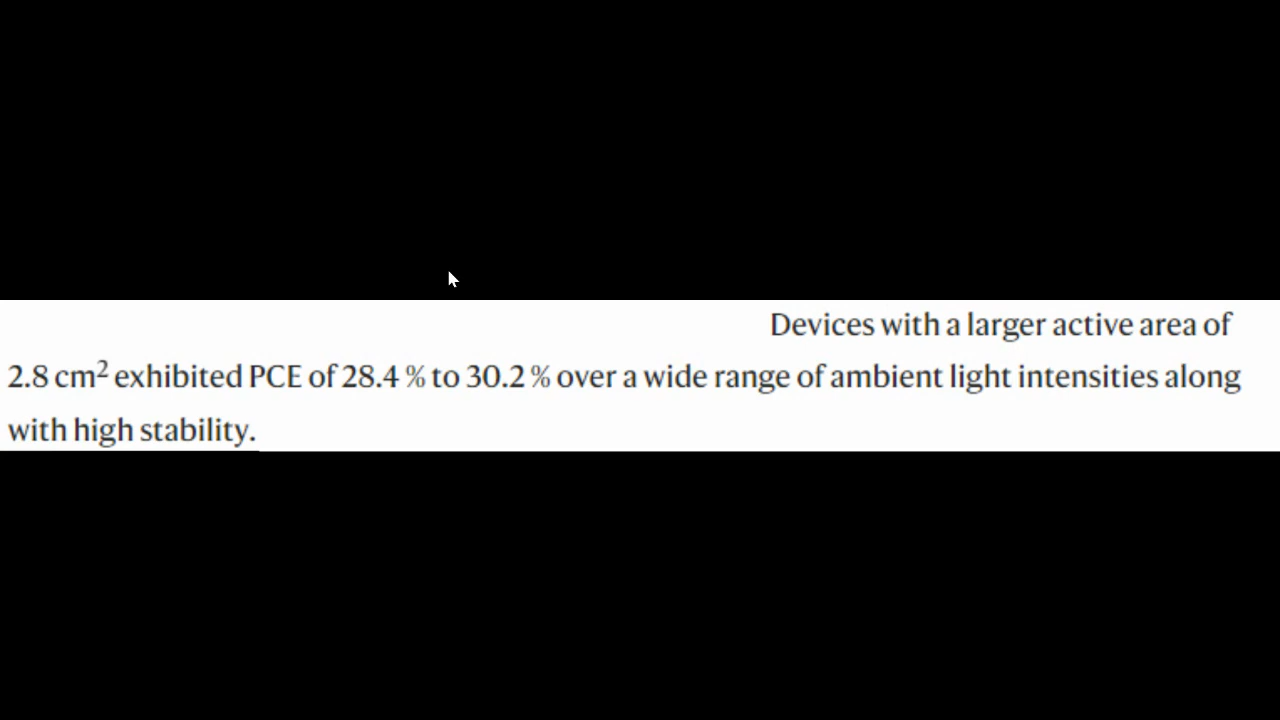 Devices with a larger active area of
2.8 cm² exhibited PCE of 28.4 % to 30.2 % over a wide range of ambient light intensities along
with high stability.